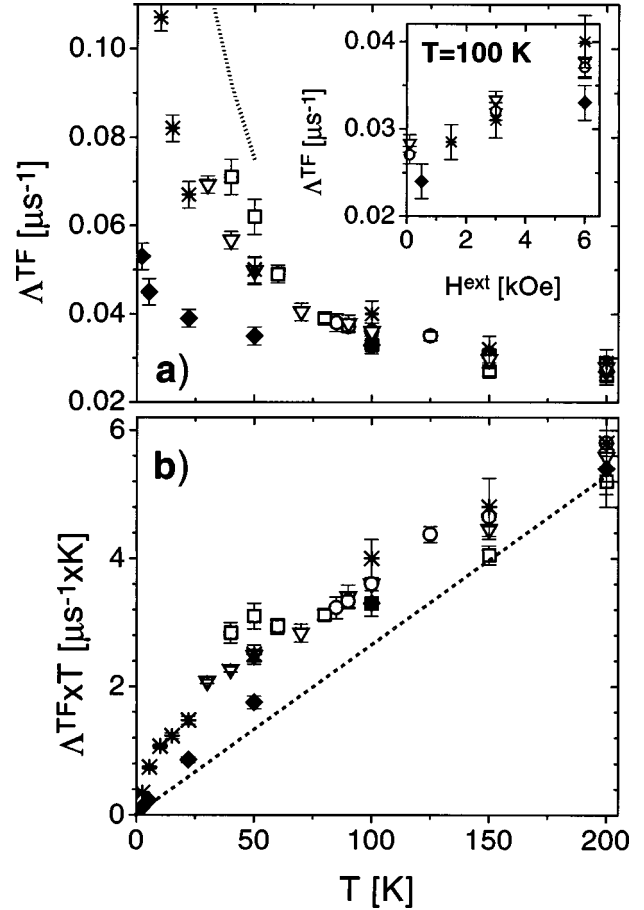 0.10
0.08
0.06
0.04
0.02
Λ^TF [μs⁻¹]
a)
T=100 K
0.04
0.03
0.02
Λ^TF [μs⁻¹]
0 2 4 6
H^ext [kOe]
6
4
2
0
Λ^TF xT [μs⁻¹xK]
b)
0 50 100 150 200
T [K]